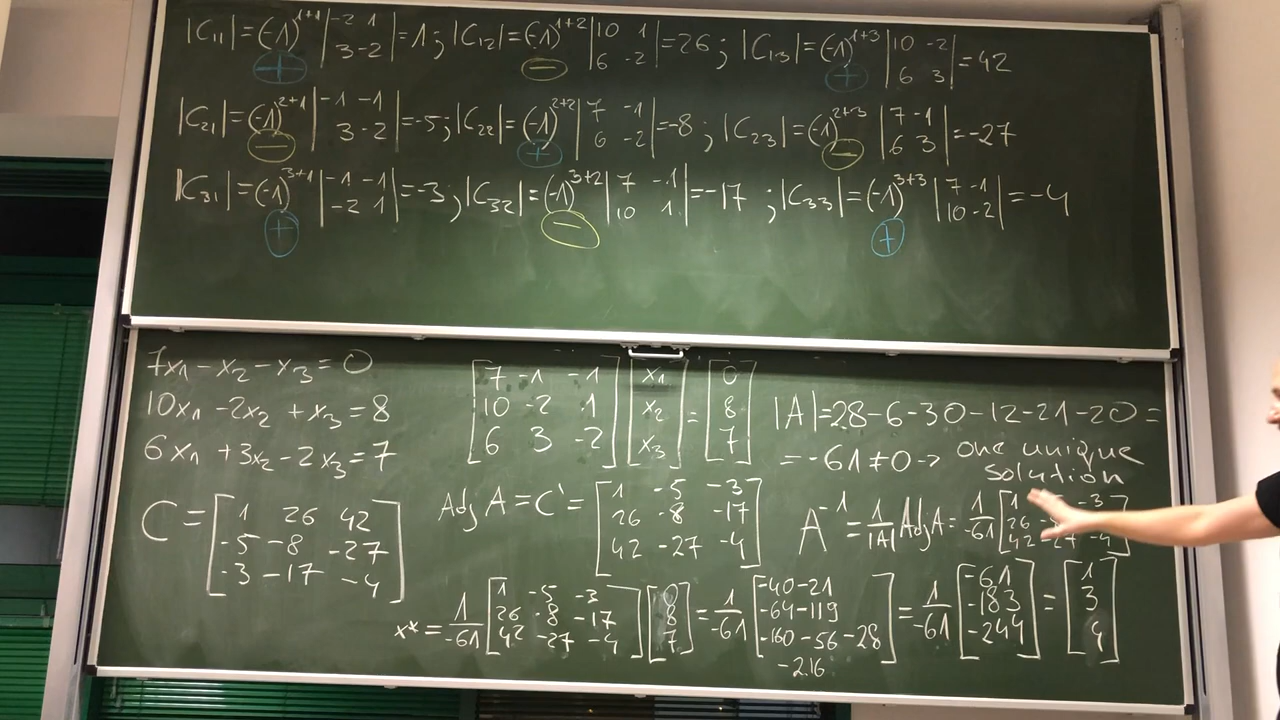 |C11|=(-1)^1+1 |-2 1 / 3 -2|=1; |C12|=(-1)^1+2 |10 1 / 6 -2|=26; |C13|=(-1)^1+3 |10 -2 / 6 3|=42
+ − +
|C21|=(-1)^2+1 |-1 -1 / 3 -2|=-5; |C22|=(-1)^2+2 |7 -1 / 6 -2|=-8; |C23|=(-1)^2+3 |7 -1 / 6 3|=-27
− + −
|C31|=(-1)^3+1 |-1 -1 / -2 1|=-3; |C32|=(-1)^3+2 |7 -1 / 10 1|=-17; |C33|=(-1)^3+3 |7 -1 / 10 -2|=-4
+ − +
7x1 - x2 - x3 = 0
10x1 - 2x2 + x3 = 8
6x1 + 3x2 - 2x3 = 7
[7 -1 -1 / 10 -2 1 / 6 3 -2] [x1 / x2 / x3] = [0 / 8 / 7]
|A|=28-6-30-12-21-20=
=-61≠0→ one unique
solution
C = [1 26 42 / -5 -8 -27 / -3 -17 -4]
Adj A = C' = [1 -5 -3 / 26 -8 -17 / 42 -27 -4]
A^-1 = 1/|A| Adj A = 1/-61 [1 -3 / 26 / 42 -4]
x* = 1/-61 [1 -5 -3 / 26 -8 -17 / 42 -27 -4] [0 / 8 / 7] = 1/-61 [-40-21 / -64-119 / -160-56-28] = 1/-61 [-61 / -183 / -244] = [1 / 3 / 4]
-216